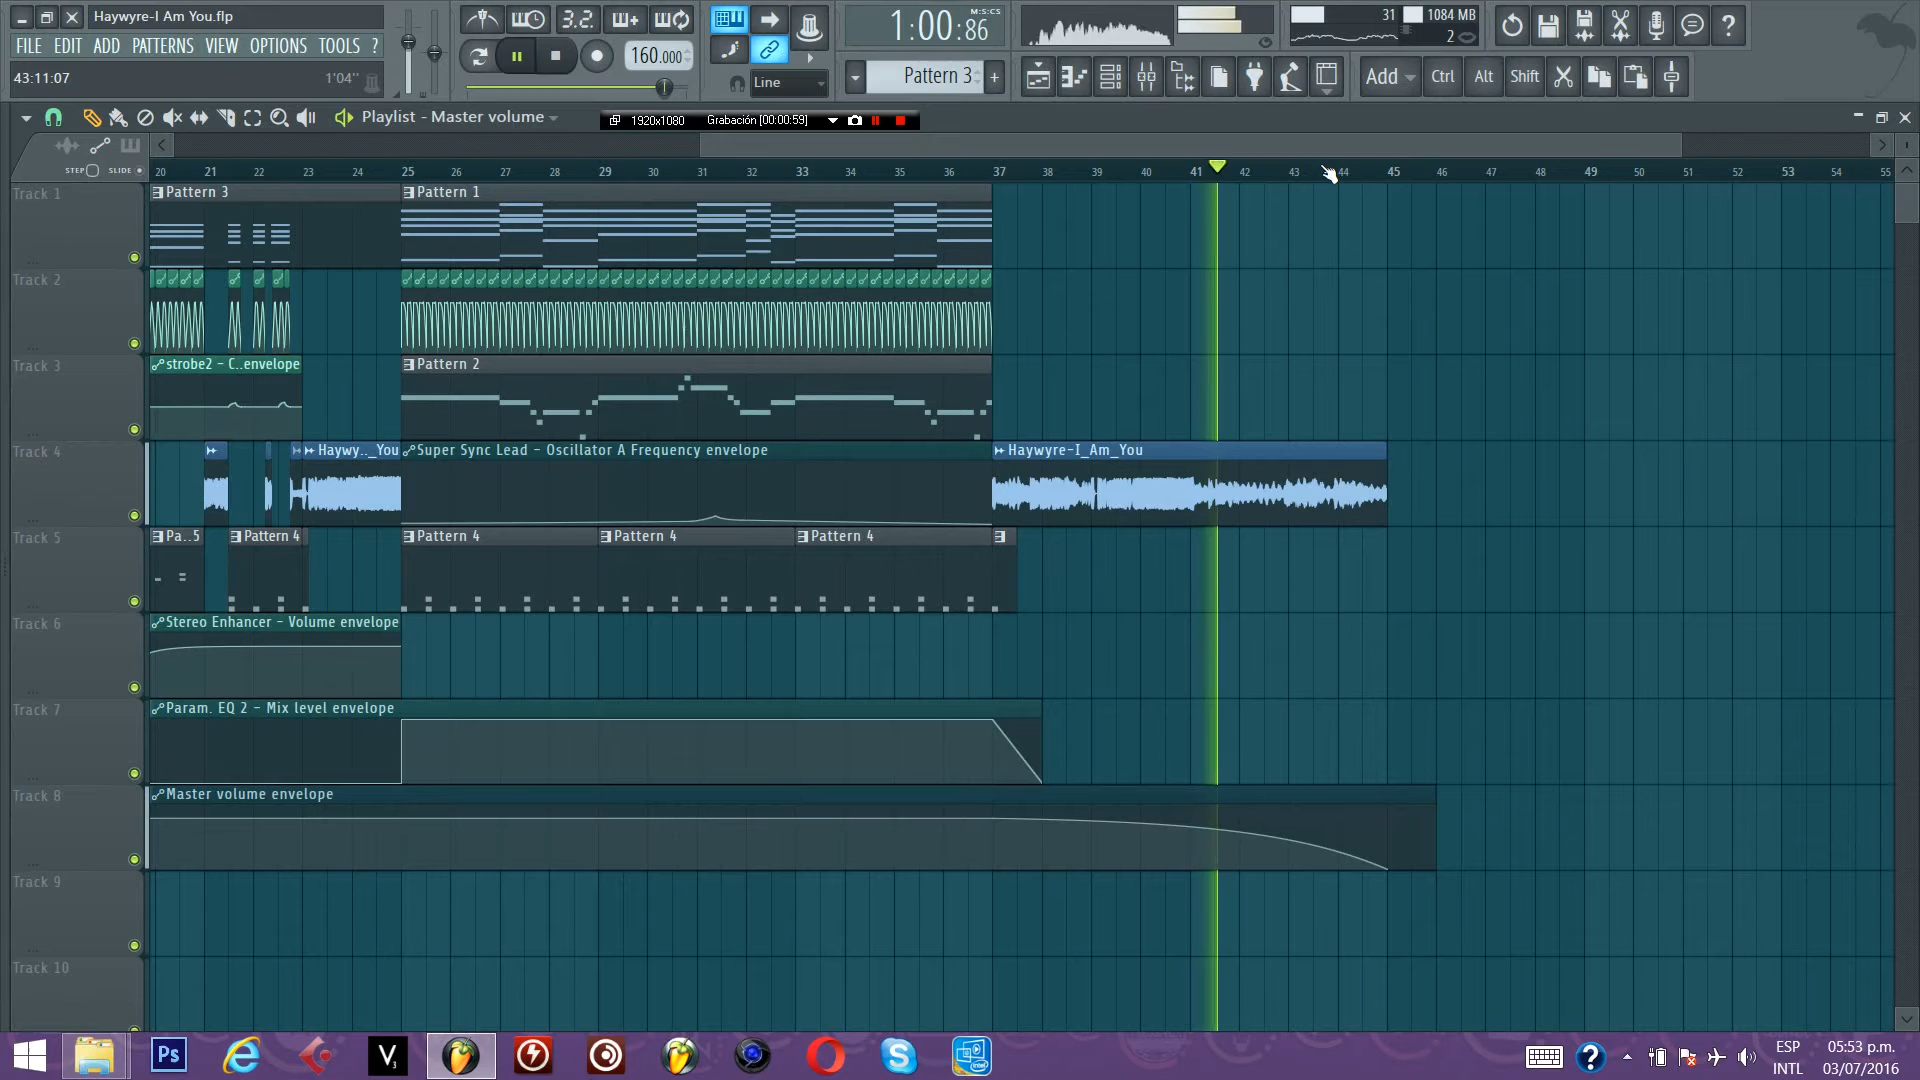 Haywyre-I Am You.flp
FILE EDIT ADD PATTERNS VIEW OPTIONS TOOLS ?
43:11:07 1'04''
3.2.
160.000
Line
1:00:86
M:S:CS
Pattern 3 +
31 1084 MB
2
?
Add Ctrl Alt Shift
Playlist - Master volume
1920x1080 Grabación [00:00:59]
STEP SLIDE
20 21 22 23 24 25 26 27 28 29 30 31 32 33 34 35 36 37 38 39 40 41 42 43 44 45 46 47 48 49 50 51 52 53 54 55
Track 1
Pattern 3
Pattern 1
Track 2
Track 3
strobe2 - C..envelope
Pattern 2
Track 4
Haywy.._You
Super Sync Lead - Oscillator A Frequency envelope
Haywyre-I_Am_You
Track 5
Pa..5
Pattern 4
Pattern 4
Pattern 4
Pattern 4
Track 6
Stereo Enhancer - Volume envelope
Track 7
Param. EQ 2 - Mix level envelope
Track 8
Master volume envelope
Track 9
Track 10
Ps
V3
?
ESP
INTL
05:53 p.m.
03/07/2016